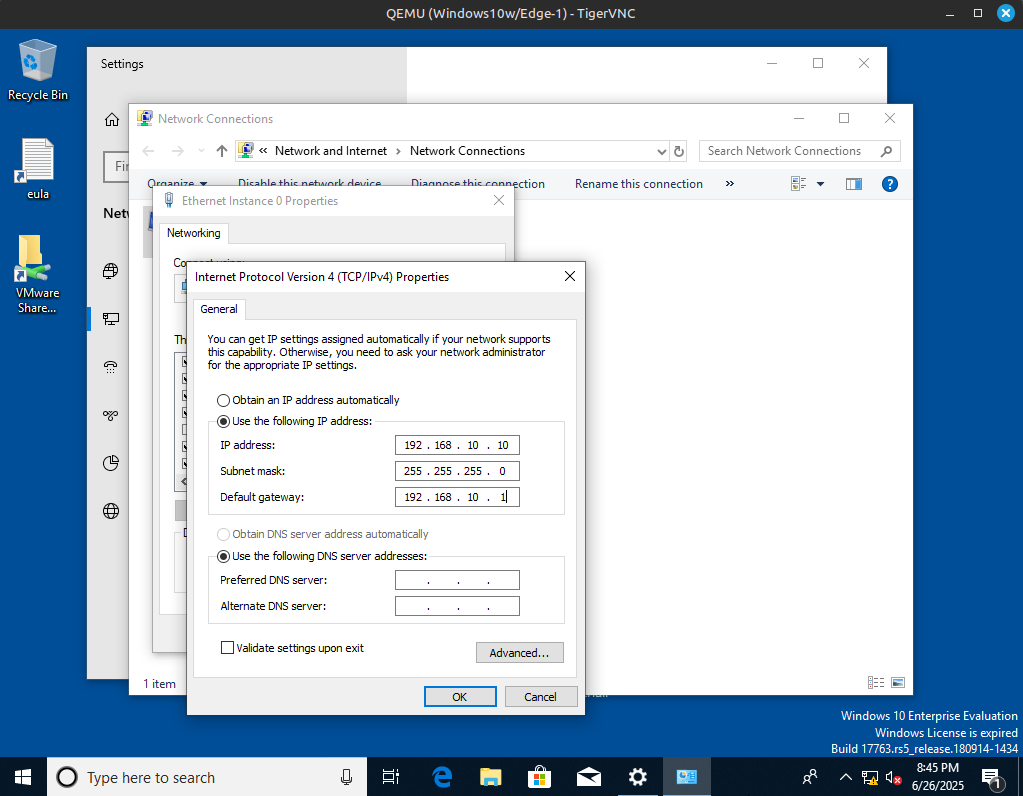 QEMU (Windows10w/Edge-1) - TigerVNC
Recycle Bin
eula
VMware
Share...
Settings
Network Connections
« Network and Internet › Network Connections
Search Network Connections
Organize
Disable this network device
Diagnose this connection
Rename this connection
»
1 item
Ethernet Instance 0 Properties
Networking
Connect using:
Internet Protocol Version 4 (TCP/IPv4) Properties
General
You can get IP settings assigned automatically if your network supports
this capability. Otherwise, you need to ask your network administrator
for the appropriate IP settings.
Obtain an IP address automatically
Use the following IP address:
IP address: 192 . 168 . 10 . 10
Subnet mask: 255 . 255 . 255 . 0
Default gateway: 192 . 168 . 10 . 1
Obtain DNS server address automatically
Use the following DNS server addresses:
Preferred DNS server: . . .
Alternate DNS server: . . .
Validate settings upon exit
Advanced...
OK
Cancel
Windows 10 Enterprise Evaluation
Windows License is expired
Build 17763.rs5_release.180914-1434
Type here to search
8:45 PM
6/26/2025
1